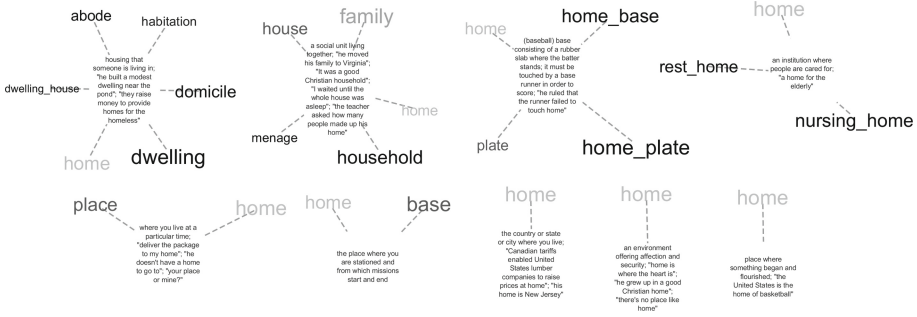 abode
habitation
housing that
someone is living in;
"he built a modest
dwelling near the
pond"; "they raise
money to provide
homes for the
homeless"
dwelling_house
domicile
home
dwelling
house
family
a social unit living
together; "he moved
his family to Virginia";
"It was a good
Christian household";
"I waited until the
whole house was
asleep"; "the teacher
asked how many
people made up his
home"
home
menage
household
home
home_base
(baseball) base
consisting of a rubber
slab where the batter
stands; it must be
touched by a base
runner in order to
score; "he ruled that
the runner failed to
touch home"
plate
home_plate
home
rest_home
an institution where
people are cared for;
"a home for the
elderly"
nursing_home
place
home
where you live at a
particular time;
"deliver the package
to my home"; "he
doesn't have a home
to go to"; "your place
or mine?"
home
base
the place where you
are stationed and
from which missions
start and end
home
the country or state
or city where you live;
"Canadian tariffs
enabled United
States lumber
companies to raise
prices at home"; "his
home is New Jersey"
home
an environment
offering affection and
security; "home is
where the heart is";
"he grew up in a good
Christian home";
"there's no place like
home"
home
place where
something began and
flourished; "the
United States is the
home of basketball"